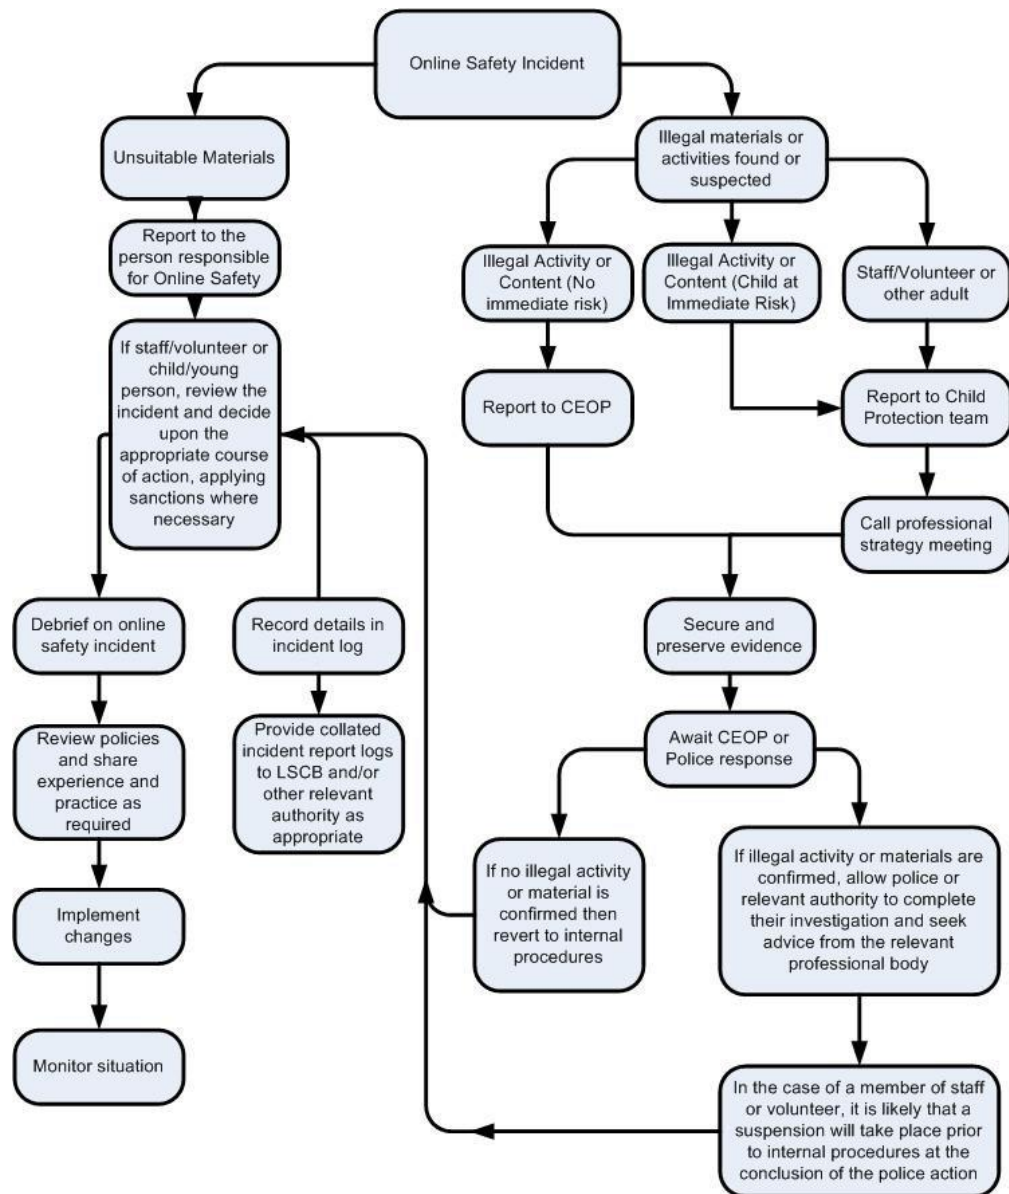 Online Safety Incident
Unsuitable Materials
Illegal materials or
activities found or
suspected
Report to the
person responsible
for Online Safety
Illegal Activity or
Content (No
immediate risk)
Illegal Activity or
Content (Child at
Immediate Risk)
Staff/Volunteer or
other adult
If staff/volunteer or
child/young
person, review the
incident and decide
upon the
appropriate course
of action, applying
sanctions where
necessary
Report to CEOP
Report to Child
Protection team
Call professional
strategy meeting
Debrief on online
safety incident
Record details in
incident log
Secure and
preserve evidence
Review policies
and share
experience and
practice as
required
Provide collated
incident report logs
to LSCB and/or
other relevant
authority as
appropriate
Await CEOP or
Police response
If no illegal activity
or material is
confirmed then
revert to internal
procedures
If illegal activity or materials are
confirmed, allow police or
relevant authority to complete
their investigation and seek
advice from the relevant
professional body
Implement
changes
Monitor situation
In the case of a member of staff
or volunteer, it is likely that a
suspension will take place prior
to internal procedures at the
conclusion of the police action